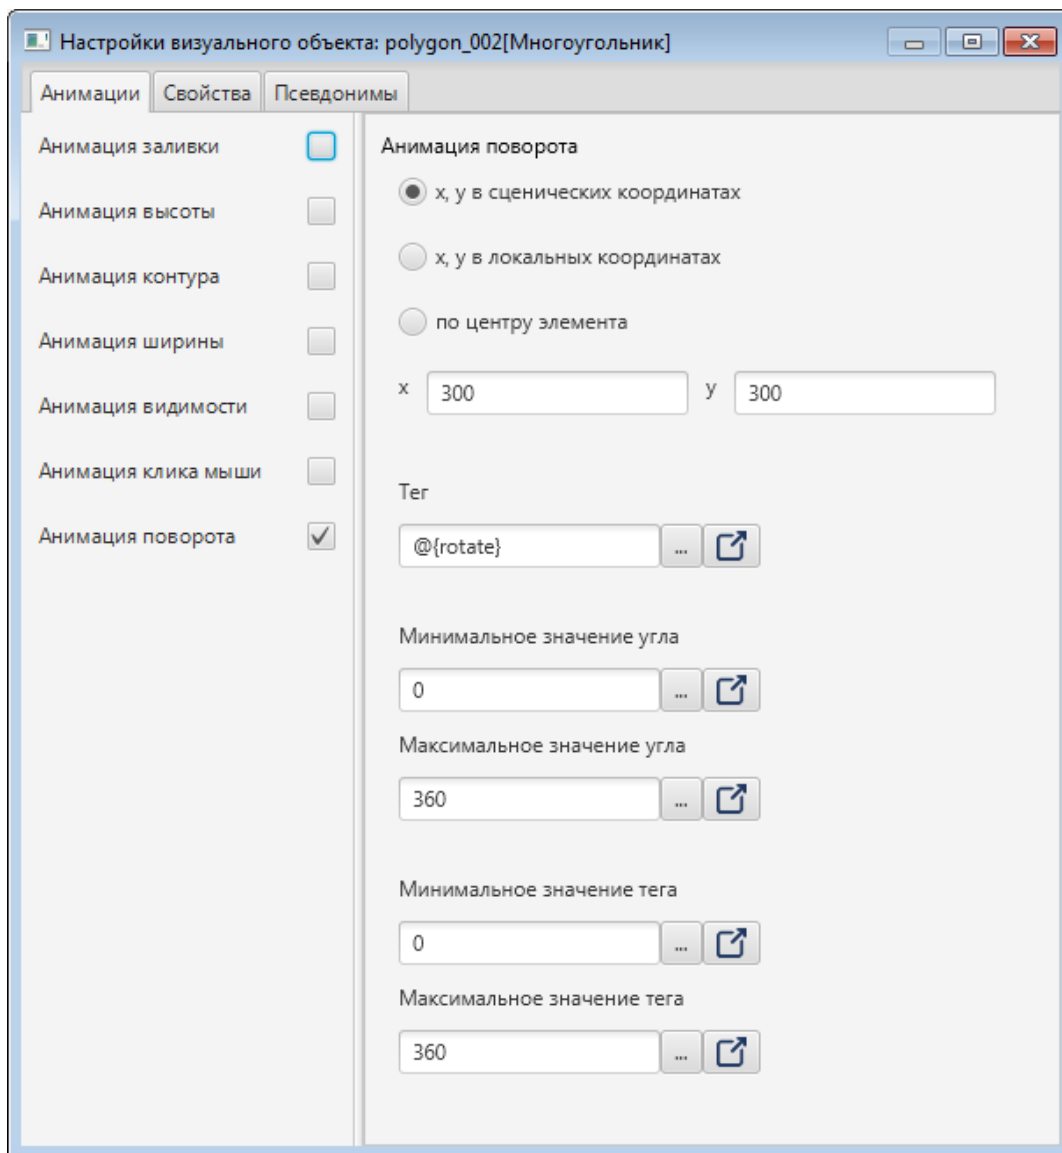 Настройки визуального объекта: polygon_002[Многоугольник]
Анимации Свойства Псевдонимы
Анимация заливки
Анимация высоты
Анимация контура
Анимация ширины
Анимация видимости
Анимация клика мыши
Анимация поворота
Анимация поворота
x, y в сценических координатах
x, y в локальных координатах
по центру элемента
x 300 y 300
Тег
@{rotate} ...
Минимальное значение угла
0 ...
Максимальное значение угла
360 ...
Минимальное значение тега
0 ...
Максимальное значение тега
360 ...